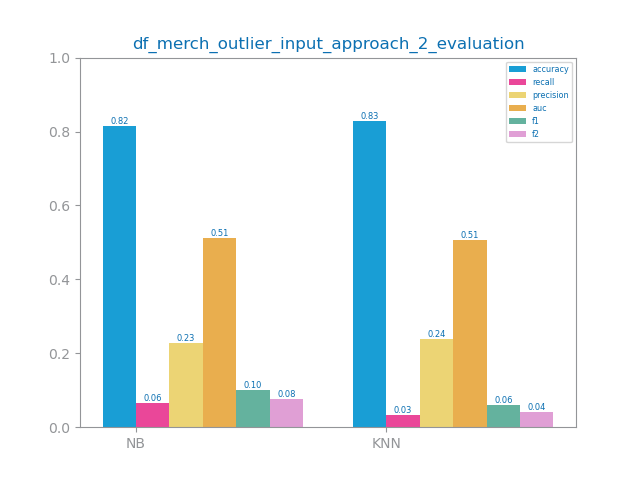 df_merch_outlier_input_approach_2_evaluation
1.0
0.8
0.6
0.4
0.2
0.0
accuracy
recall
precision
auc
f1
f2
0.82
0.06
0.23
0.51
0.10
0.08
0.83
0.03
0.24
0.51
0.06
0.04
NB
KNN